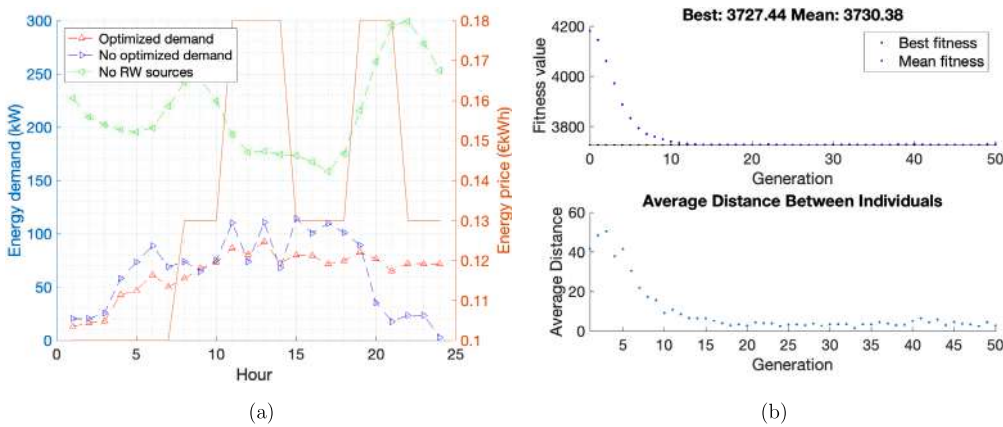 300
250
200
150
100
50
0
Energy demand (kW)
Optimized demand
No optimized demand
No RW sources
0.18
0.17
0.16
0.15
0.14
0.13
0.12
0.11
0.1
Energy price (€kWh)
0 5 10 15 20 25
Hour
(a)
Best: 3727.44 Mean: 3730.38
4200
4000
3800
Fitness value
Best fitness
Mean fitness
0 10 20 30 40 50
Generation
Average Distance Between Individuals
60
40
20
0
Average Distance
5 10 15 20 25 30 35 40 45 50
Generation
(b)